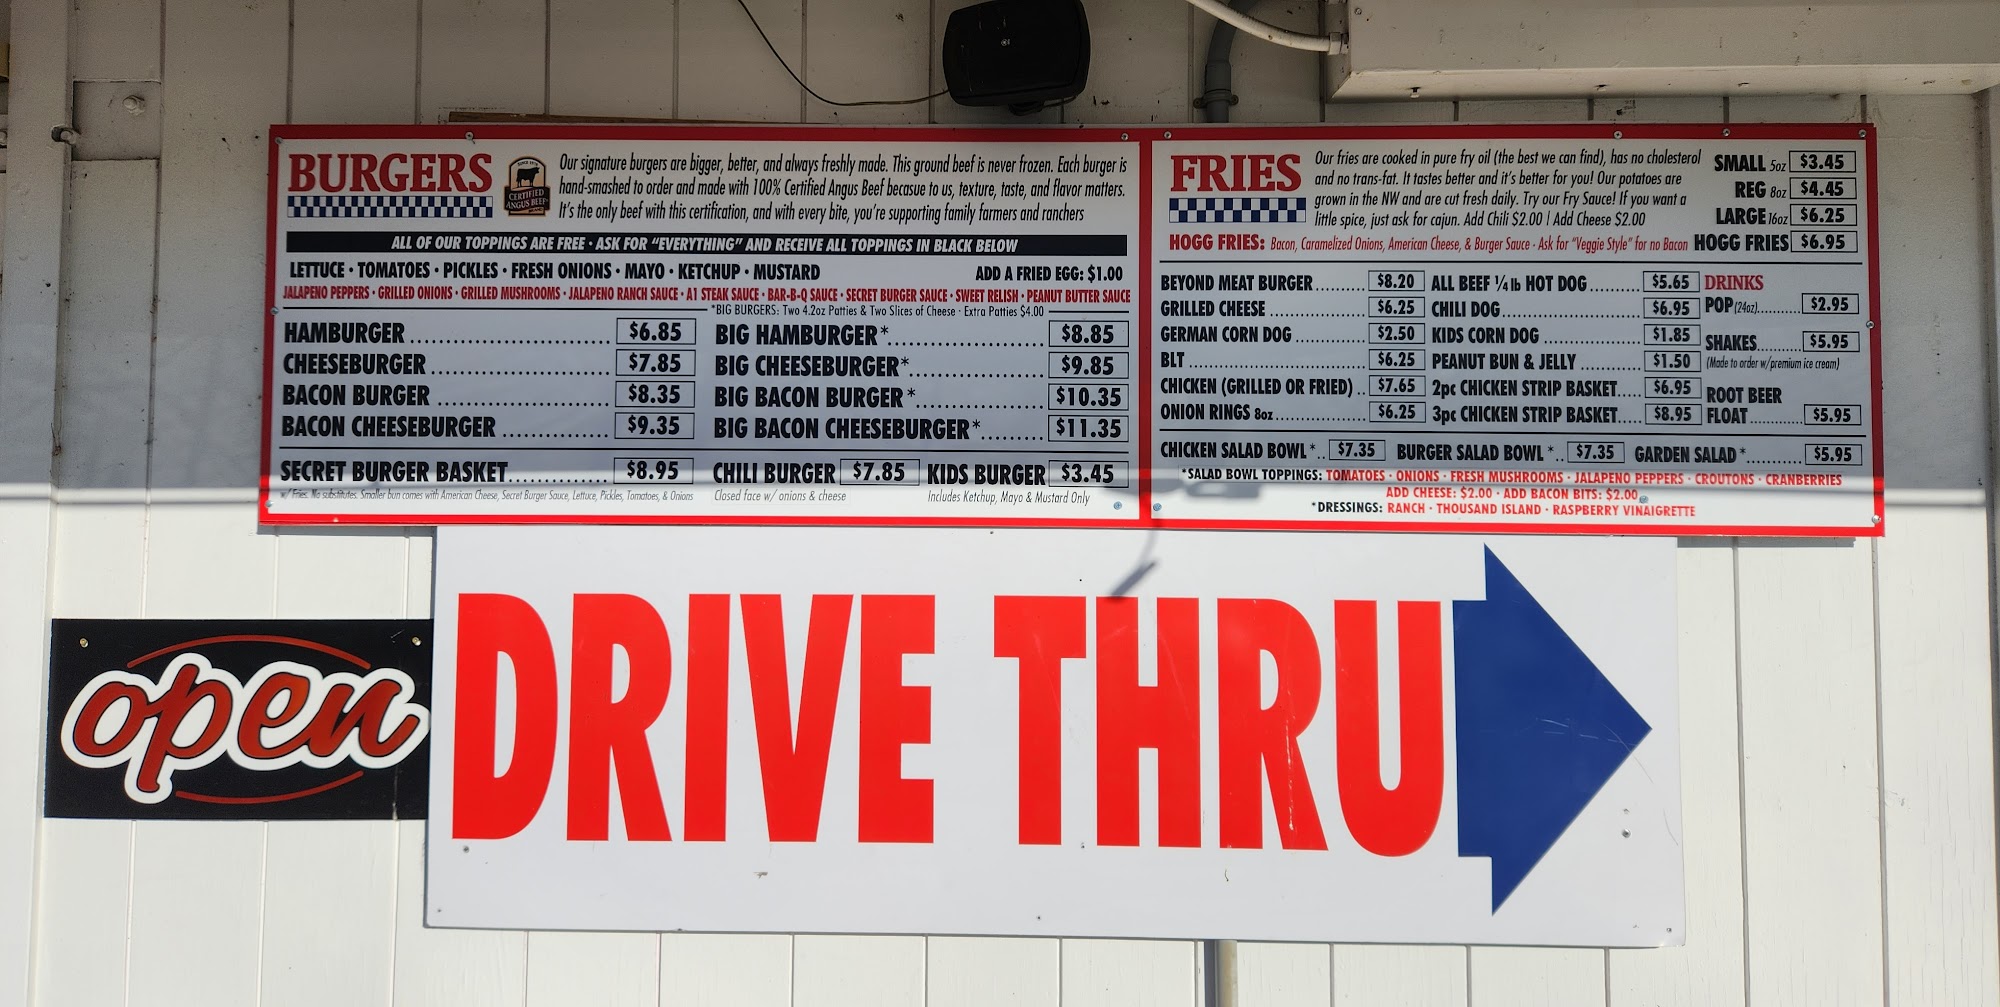 BURGERS
CERTIFIED
ANGUS BEEF
Our signature burgers are bigger, better, and always freshly made. This ground beef is never frozen. Each burger is
hand-smashed to order and made with 100% Certified Angus Beef becasue to us, texture, taste, and flavor matters.
It's the only beef with this certification, and with every bite, you're supporting family farmers and ranchers
ALL OF OUR TOPPINGS ARE FREE · ASK FOR "EVERYTHING" AND RECEIVE ALL TOPPINGS IN BLACK BELOW
LETTUCE · TOMATOES · PICKLES · FRESH ONIONS · MAYO · KETCHUP · MUSTARD ADD A FRIED EGG: $1.00
JALAPENO PEPPERS · GRILLED ONIONS · GRILLED MUSHROOMS · JALAPENO RANCH SAUCE · A1 STEAK SAUCE · BAR-B-Q SAUCE · SECRET BURGER SAUCE · SWEET RELISH · PEANUT BUTTER SAUCE
*BIG BURGERS: Two 4.2oz Patties & Two Slices of Cheese · Extra Patties $4.00
HAMBURGER $6.85
CHEESEBURGER $7.85
BACON BURGER $8.35
BACON CHEESEBURGER $9.35
BIG HAMBURGER* $8.85
BIG CHEESEBURGER* $9.85
BIG BACON BURGER* $10.35
BIG BACON CHEESEBURGER* $11.35
SECRET BURGER BASKET $8.95
w/ Fries. No substitutes. Smaller bun comes with American Cheese, Secret Burger Sauce, Lettuce, Pickles, Tomatoes, & Onions
CHILI BURGER $7.85
Closed face w/ onions & cheese
KIDS BURGER $3.45
Includes Ketchup, Mayo & Mustard Only
FRIES
Our fries are cooked in pure fry oil (the best we can find), has no cholesterol
and no trans-fat. It tastes better and it's better for you! Our potatoes are
grown in the NW and are cut fresh daily. Try our Fry Sauce! If you want a
little spice, just ask for cajun. Add Chili $2.00 | Add Cheese $2.00
SMALL 5oz $3.45
REG 8oz $4.45
LARGE 16oz $6.25
HOGG FRIES: Bacon, Caramelized Onions, American Cheese, & Burger Sauce - Ask for "Veggie Style" for no Bacon HOGG FRIES $6.95
BEYOND MEAT BURGER $8.20
GRILLED CHEESE $6.25
GERMAN CORN DOG $2.50
BLT $6.25
CHICKEN (GRILLED OR FRIED) $7.65
ONION RINGS 8oz $6.25
ALL BEEF 1/4 lb HOT DOG $5.65
CHILI DOG $6.95
KIDS CORN DOG $1.85
PEANUT BUN & JELLY $1.50
2pc CHICKEN STRIP BASKET $6.95
3pc CHICKEN STRIP BASKET $8.95
DRINKS
POP (24oz) $2.95
SHAKES $5.95
(Made to order w/premium ice cream)
ROOT BEER
FLOAT $5.95
CHICKEN SALAD BOWL* $7.35 BURGER SALAD BOWL* $7.35 GARDEN SALAD* $5.95
*SALAD BOWL TOPPINGS: TOMATOES · ONIONS · FRESH MUSHROOMS · JALAPENO PEPPERS · CROUTONS · CRANBERRIES
ADD CHEESE: $2.00 · ADD BACON BITS: $2.00
*DRESSINGS: RANCH · THOUSAND ISLAND · RASPBERRY VINAIGRETTE
open
DRIVE THRU